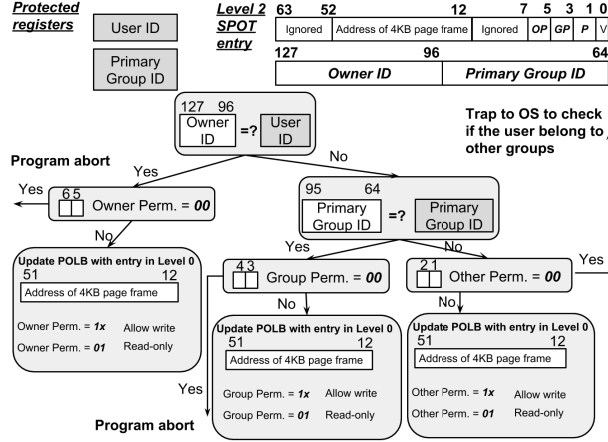 Protected
registers
User ID
Primary
Group ID
Level 2
SPOT
entry
63 52 12 7 5 3 1 0
Ignored Address of 4KB page frame Ignored OP GP P V
127 96 64
Owner ID Primary Group ID
127 96
Owner
ID
=?
User
ID
Trap to OS to check
if the user belong to
other groups
Program abort
Yes
No
Yes
6 5
Owner Perm. = 00
95 64
Primary
Group ID
=?
Primary
Group ID
No
Yes
No
Update POLB with entry in Level 0
51 12
Address of 4KB page frame
Owner Perm. = 1x Allow write
Owner Perm. = 01 Read-only
4 3
Group Perm. = 00
2 1
Other Perm. = 00
Yes
No
No
Update POLB with entry in Level 0
51 12
Address of 4KB page frame
Group Perm. = 1x Allow write
Group Perm. = 01 Read-only
Update POLB with entry in Level 0
51 12
Address of 4KB page frame
Other Perm. = 1x Allow write
Other Perm. = 01 Read-only
Yes
Program abort